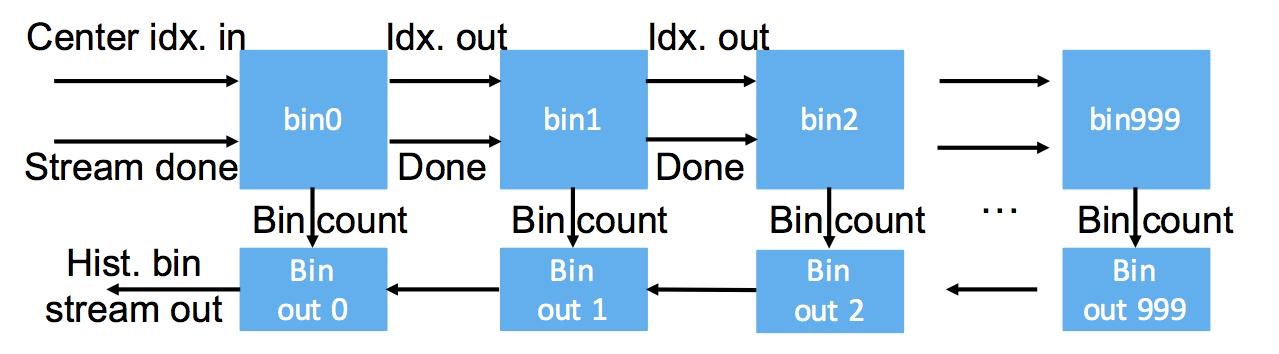 Center idx. in
Idx. out
Idx. out
bin0
bin1
bin2
bin999
Stream done
Done
Done
Bin count
Bin count
Bin count
...
Bin count
Hist. bin
stream out
Bin
out 0
Bin
out 1
Bin
out 2
Bin
out 999